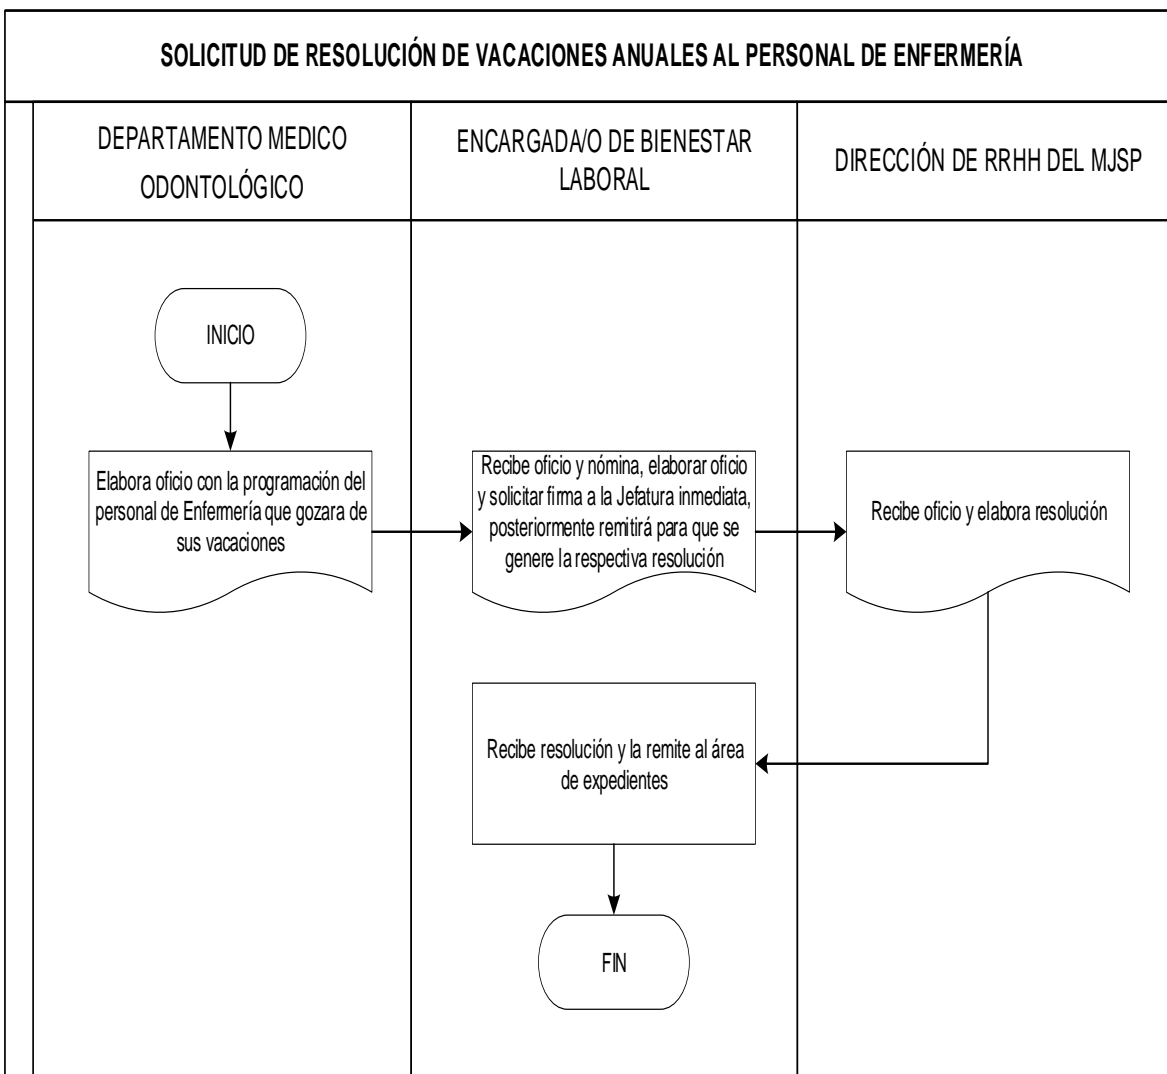 SOLICITUD DE RESOLUCIÓN DE VACACIONES ANUALES AL PERSONAL DE ENFERMERÍA
DEPARTAMENTO MEDICO
ODONTOLÓGICO
ENCARGADA/O DE BIENESTAR
LABORAL
DIRECCIÓN DE RRHH DEL MJSP
INICIO
Elabora oficio con la programación del
personal de Enfermería que gozara de
sus vacaciones
Recibe oficio y nómina, elaborar oficio
y solicitar firma a la Jefatura inmediata,
posteriormente remitirá para que se
genere la respectiva resolución
Recibe oficio y elabora resolución
Recibe resolución y la remite al área
de expedientes
FIN